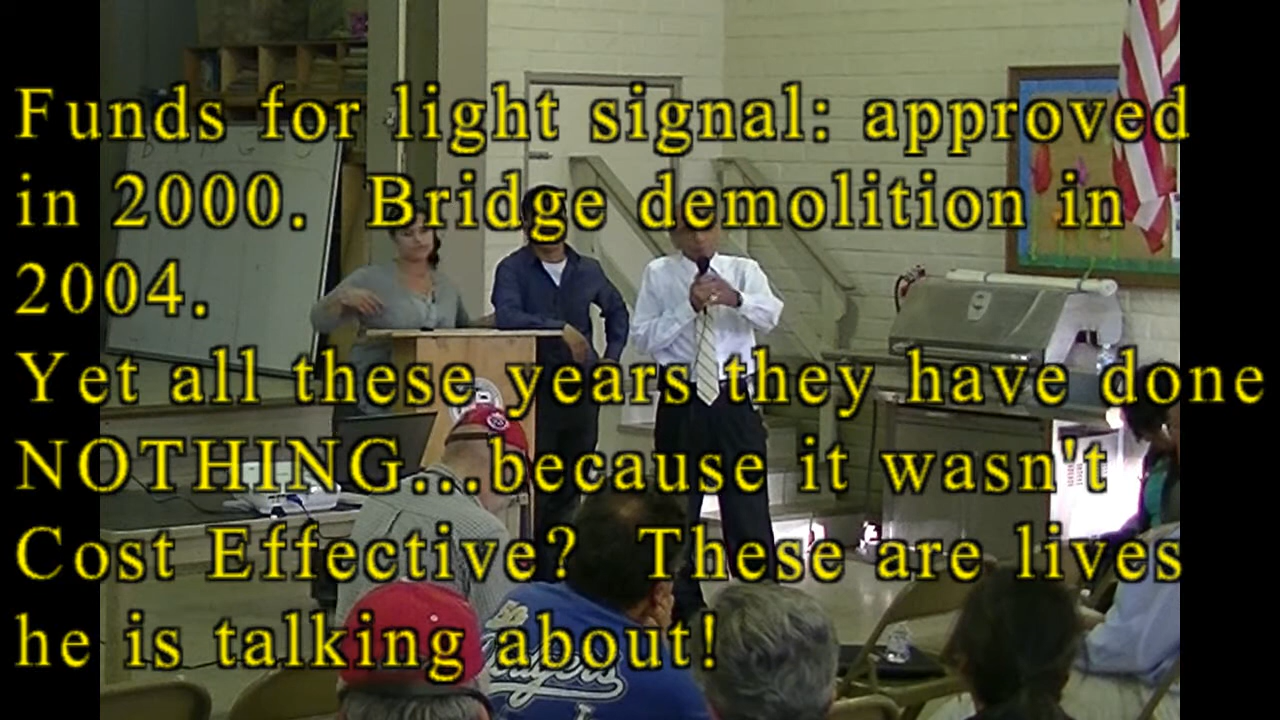 Funds for light signal: approved
in 2000.  Bridge demolition in
2004.
Yet all these years they have done
NOTHING...because it wasn't
Cost Effective?  These are lives
he is talking about!
Dodgers